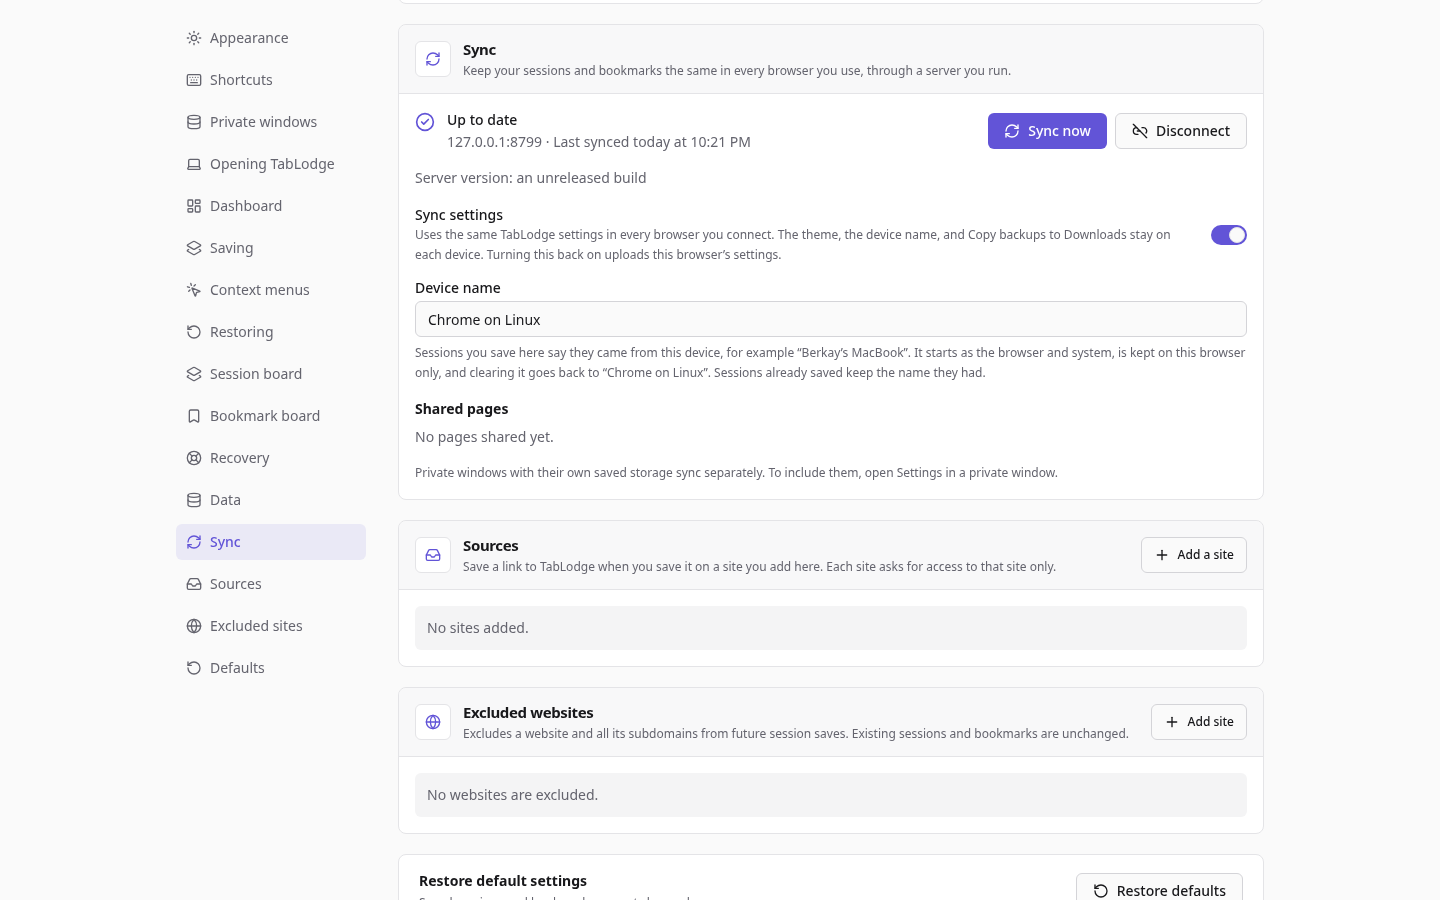 Appearance
Shortcuts
Private windows
Opening TabLodge
Dashboard
Saving
Context menus
Restoring
Session board
Bookmark board
Recovery
Data
Sync
Sources
Excluded sites
Defaults
Sync
Keep your sessions and bookmarks the same in every browser you use, through a server you run.
Up to date
127.0.0.1:8799 · Last synced today at 10:21 PM
Sync now
Disconnect
Server version: an unreleased build
Sync settings
Uses the same TabLodge settings in every browser you connect. The theme, the device name, and Copy backups to Downloads stay on
each device. Turning this back on uploads this browser’s settings.
Device name
Chrome on Linux
Sessions you save here say they came from this device, for example “Berkay’s MacBook”. It starts as the browser and system, is kept on this browser
only, and clearing it goes back to “Chrome on Linux”. Sessions already saved keep the name they had.
Shared pages
No pages shared yet.
Private windows with their own saved storage sync separately. To include them, open Settings in a private window.
Sources
Save a link to TabLodge when you save it on a site you add here. Each site asks for access to that site only.
Add a site
No sites added.
Excluded websites
Excludes a website and all its subdomains from future session saves. Existing sessions and bookmarks are unchanged.
Add site
No websites are excluded.
Restore default settings
Restore defaults